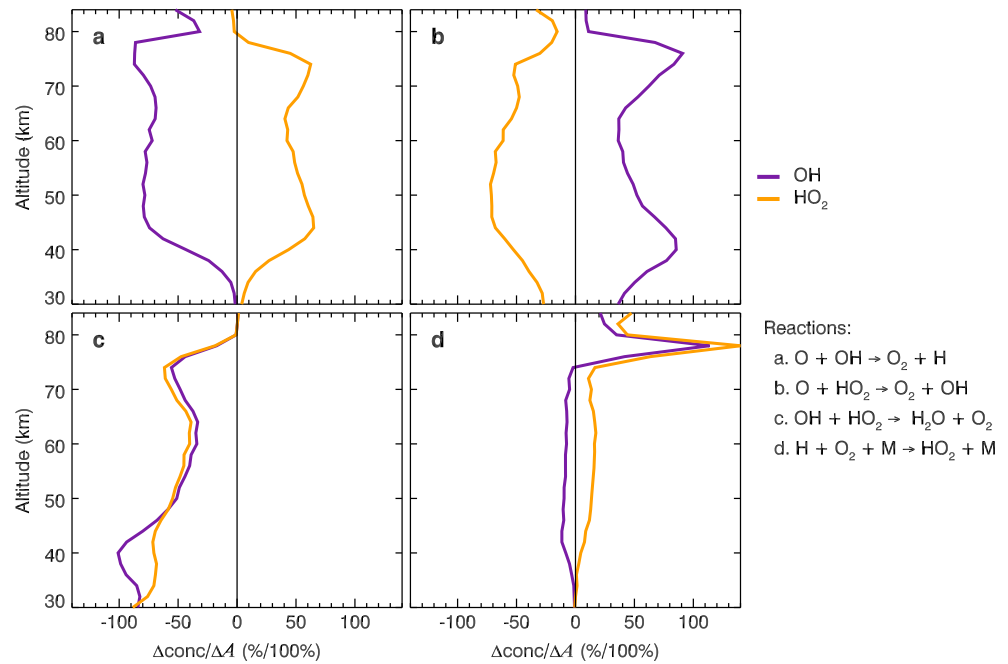 a
b
80
70
60
50
40
30
Altitude (km)
OH
HO₂
c
d
80
70
60
50
40
30
Altitude (km)
-100 -50 0 50 100
-100 -50 0 50 100
Δconc/ΔA (%/100%)
Δconc/ΔA (%/100%)
Reactions:
a. O + OH → O₂ + H
b. O + HO₂ → O₂ + OH
c. OH + HO₂ → H₂O + O₂
d. H + O₂ + M → HO₂ + M